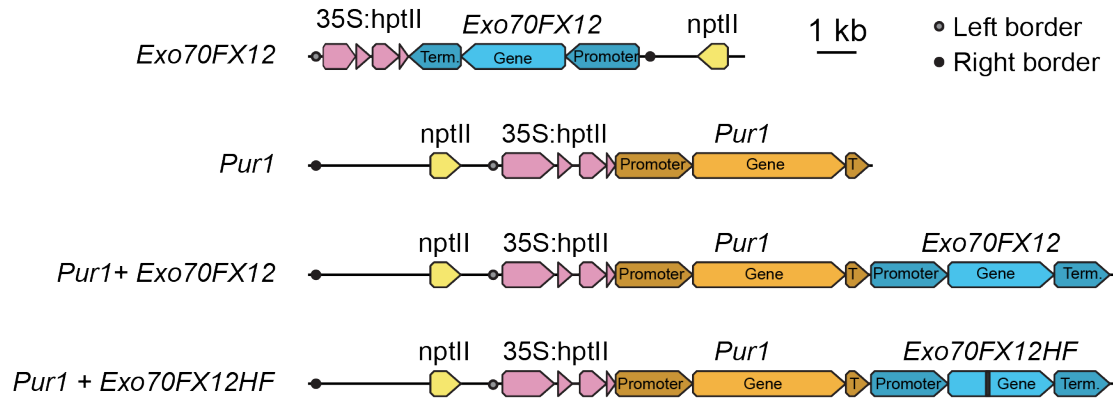 35S:hptII Exo70FX12 nptII 1 kb Left border
Exo70FX12 Term. Gene Promoter Right border
nptII 35S:hptII Pur1
Pur1 Promoter Gene T
nptII 35S:hptII Pur1 Exo70FX12
Pur1+ Exo70FX12 Promoter Gene T Promoter Gene Term.
nptII 35S:hptII Pur1 Exo70FX12HF
Pur1 + Exo70FX12HF Promoter Gene T Promoter Gene Term.